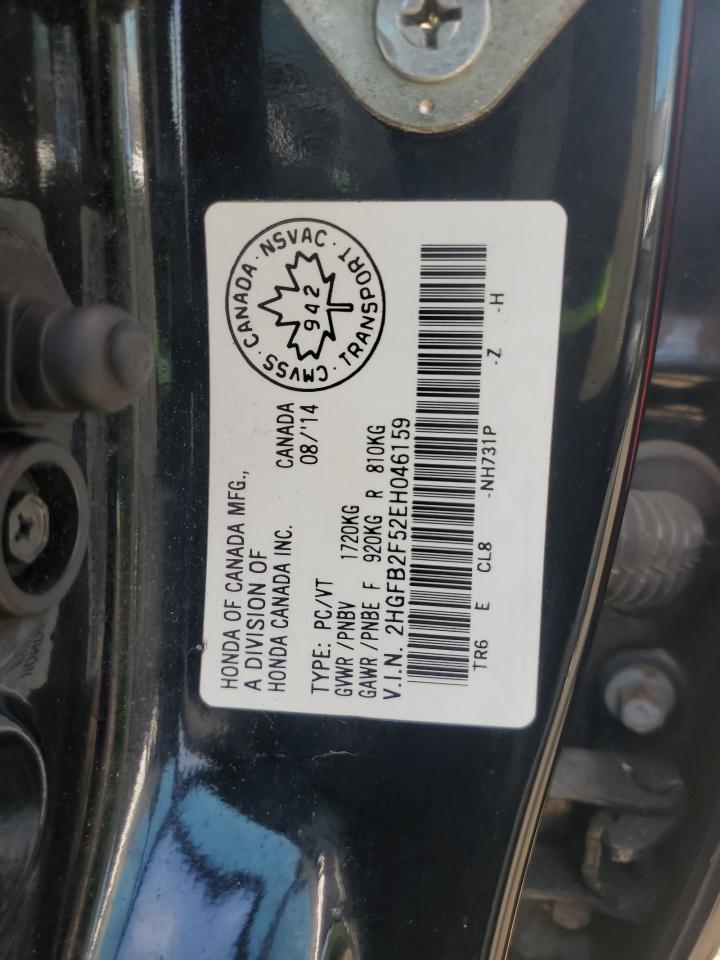 HONDA OF CANADA MFG.,
A DIVISION OF
HONDA CANADA INC.
CANADA
08/'14
CANADA · NSVAC · TRANSPORT · CMVSS ·
942
TYPE: PC/VT
GVWR /PNBV 1720KG
GAWR /PNBE F 920KG R 810KG
V.I.N. 2HGFB2F52EH046159
TR6 E CL8 -NH731P -Z -H